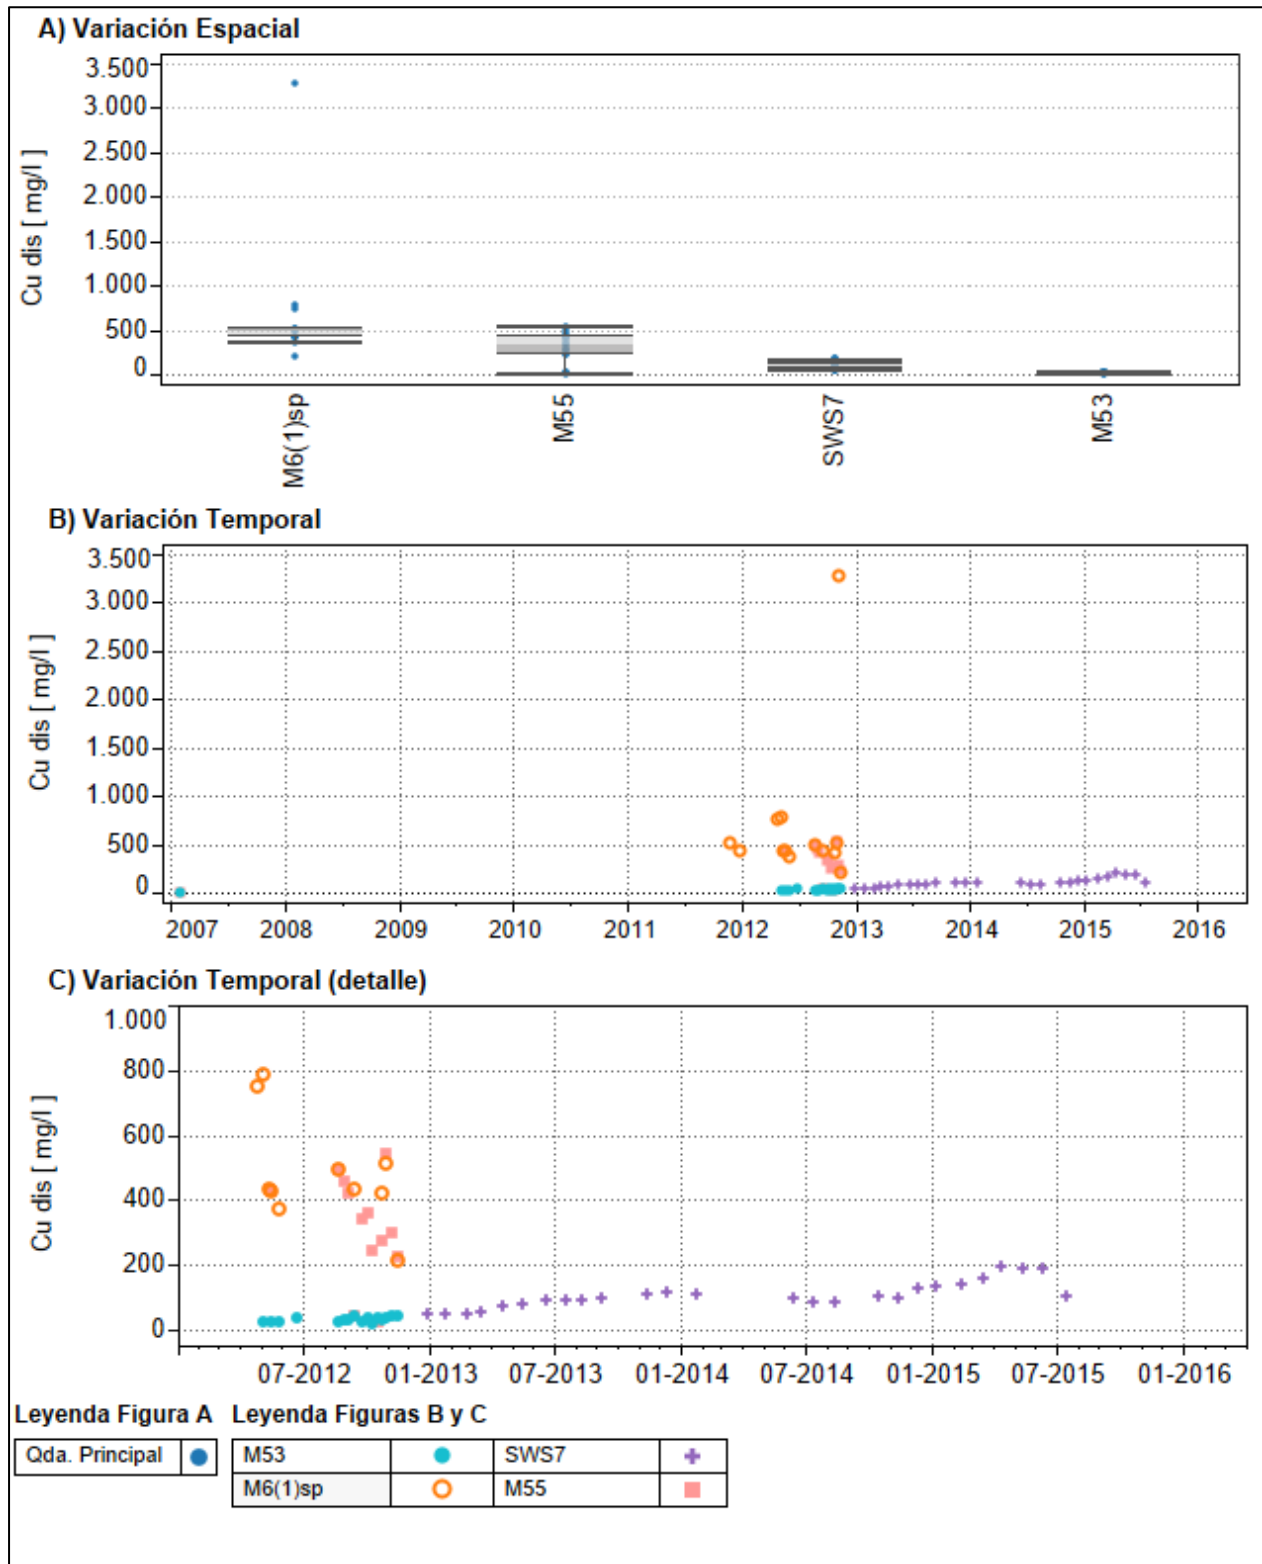 A) Variación Espacial
3.500
3.000
2.500
2.000
1.500
1.000
500
0
Cu dis [ mg/l ]
M6(1)sp
M55
SWS7
M53
B) Variación Temporal
3.500
3.000
2.500
2.000
1.500
1.000
500
0
Cu dis [ mg/l ]
2007 2008 2009 2010 2011 2012 2013 2014 2015 2016
C) Variación Temporal (detalle)
1.000
800
600
400
200
0
Cu dis [ mg/l ]
07-2012 01-2013 07-2013 01-2014 07-2014 01-2015 07-2015 01-2016
Leyenda Figura A Leyenda Figuras B y C
Qda. Principal M53 SWS7
M6(1)sp M55